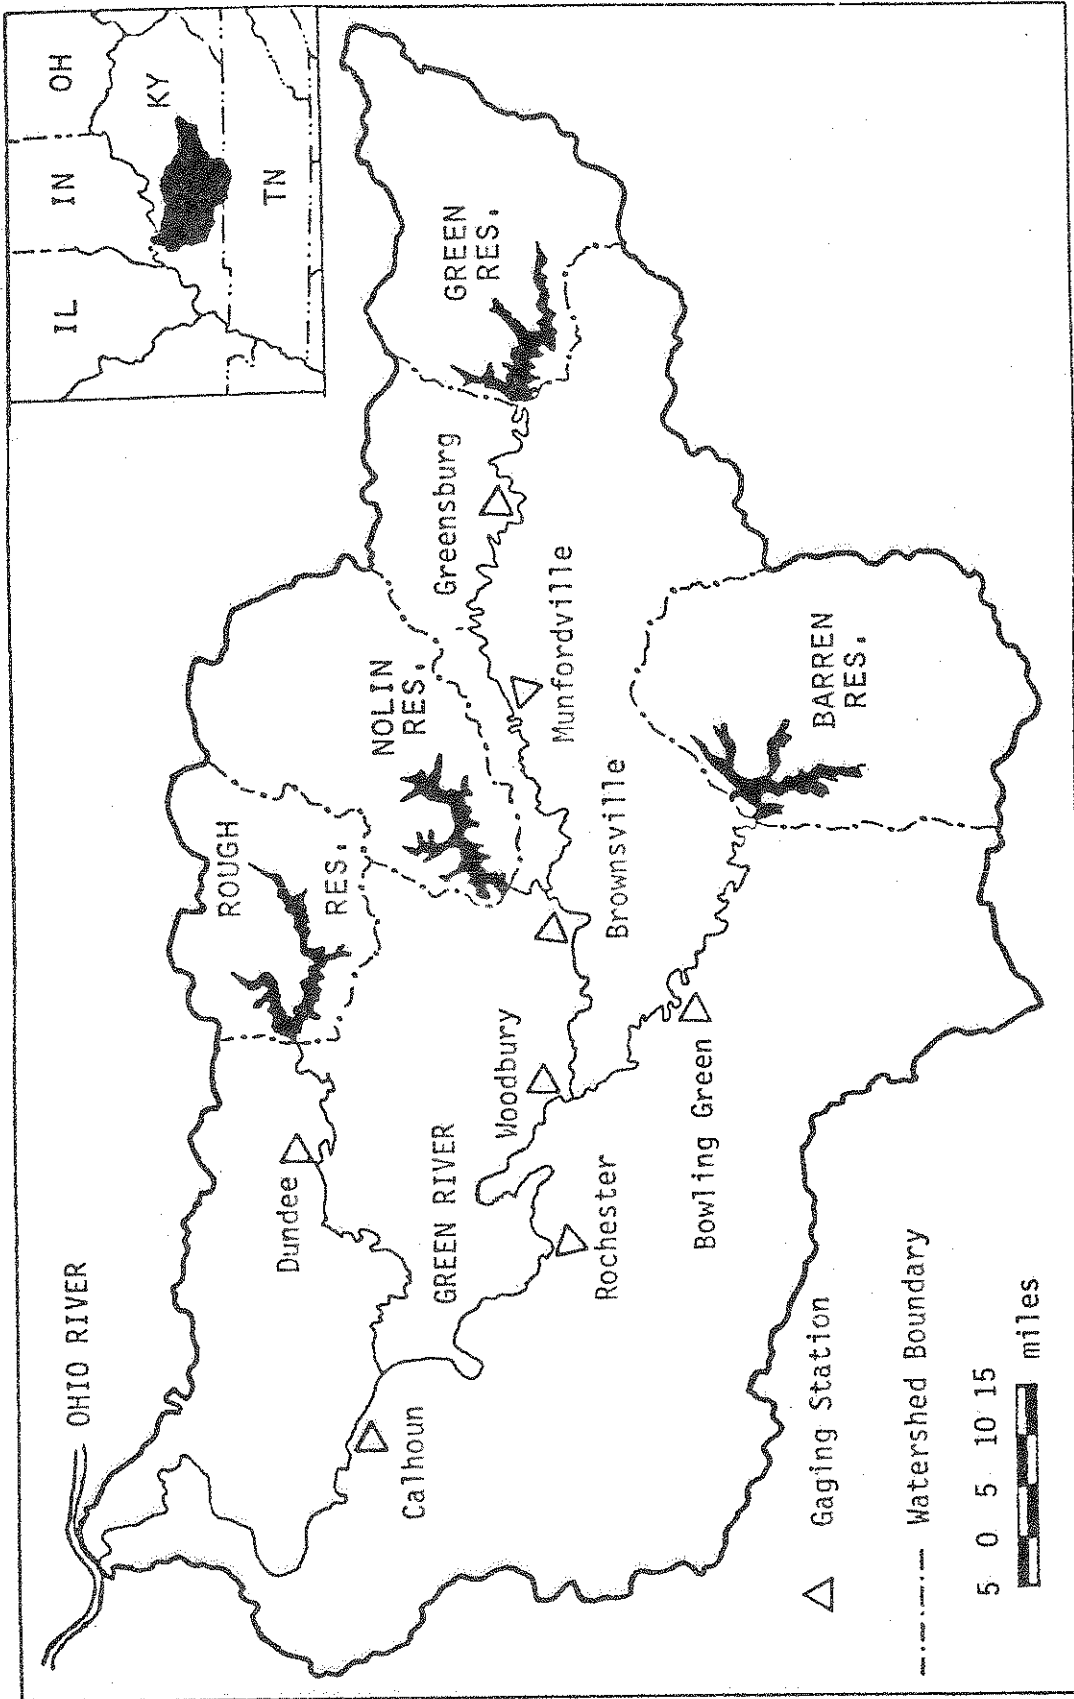 OHIO RIVER
IL
IN
OH
KY
TN
ROUGH
RES.
NOLIN
RES.
GREEN
RES.
Dundee
Calhoun
GREEN RIVER
Woodbury
Rochester
Brownsville
Munfordville
Greensburg
Bowling Green
BARREN
RES.
Gaging Station
Watershed Boundary
5 0 5 10 15
miles